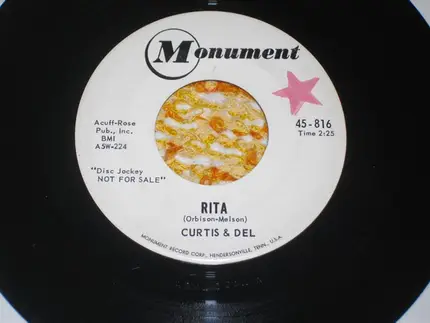 Monument
Acuff-Rose
Pub., Inc.
BMI
ASW-224
45-816
Time 2:25
"Disc Jockey
NOT FOR SALE"
RITA
(Orbison-Melson)
CURTIS & DEL
MONUMENT RECORD CORP., HENDERSONVILLE, TENN., U.S.A.